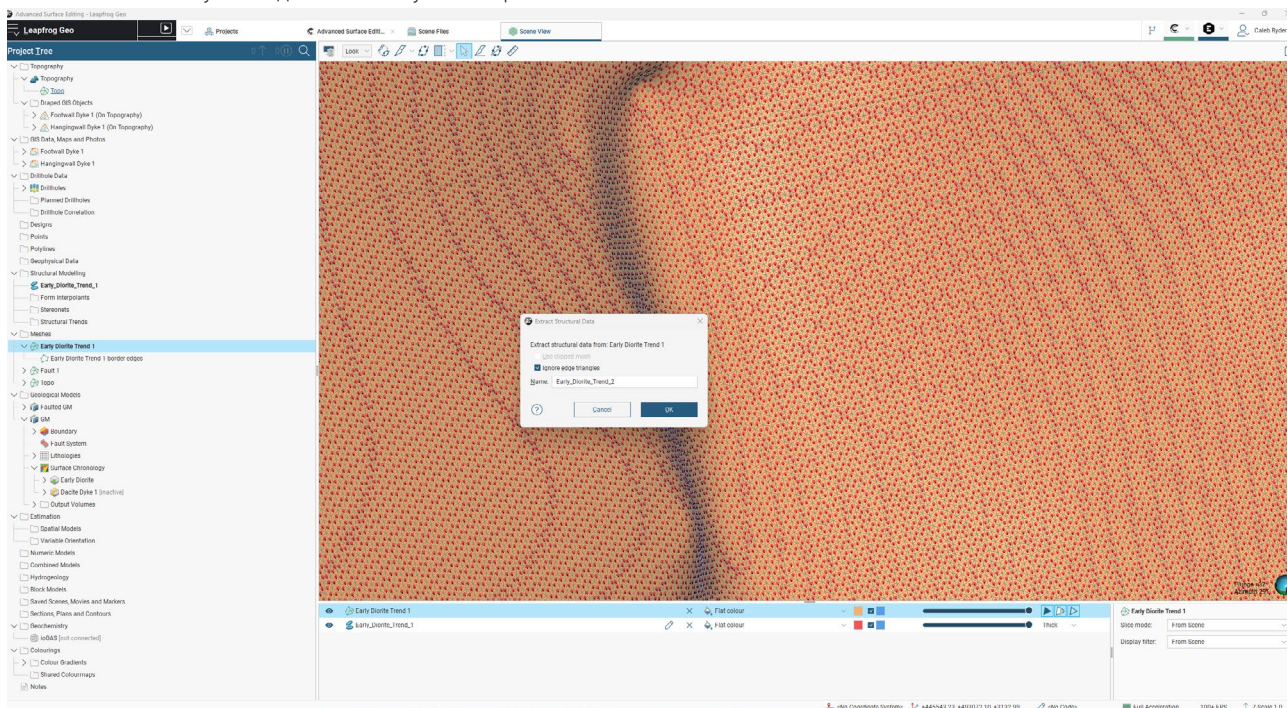 Advanced Surface Editing - Leapfrog Geo
Leapfrog Geo
Projects
Advanced Surface Editi...
Scene Files
Scene View
Caleb Ryder
Project Tree
Look
Topography
Topography
Topo
Draped GIS Objects
Footwall Dyke 1 (On Topography)
Hangingwall Dyke 1 (On Topography)
GIS Data, Maps and Photos
Footwall Dyke 1
Hangingwall Dyke 1
Drillhole Data
Drillholes
Planned Drillholes
Drillhole Correlation
Designs
Points
Polylines
Geophysical Data
Structural Modelling
Early_Diorite_Trend_1
Form Interpolants
Stereonets
Structural Trends
Meshes
Early Diorite Trend 1
Early Diorite Trend 1 border edges
Fault 1
Topo
Geological Models
Faulted GM
GM
Boundary
Fault System
Lithologies
Surface Chronology
Early Diorite
Dacite Dyke 1 [inactive]
Output Volumes
Estimation
Spatial Models
Variable Orientation
Numeric Models
Combined Models
Hydrogeology
Block Models
Saved Scenes, Movies and Markers
Sections, Plans and Contours
Geochemistry
ioGAS [not connected]
Colourings
Colour Gradients
Shared Colourmaps
Notes
Extract Structural Data
Extract structural data from: Early Diorite Trend 1
Use clipped mesh
Ignore edge triangles
Name: Early_Diorite_Trend_2
Cancel
OK
Early Diorite Trend 1
Flat colour
Early_Diorite_Trend_1
Flat colour
Thick
Early Diorite Trend 1
Slice mode: From Scene
Display filter: From Scene
Full Acceleration
100+ FPS
Z-Scale 1.0